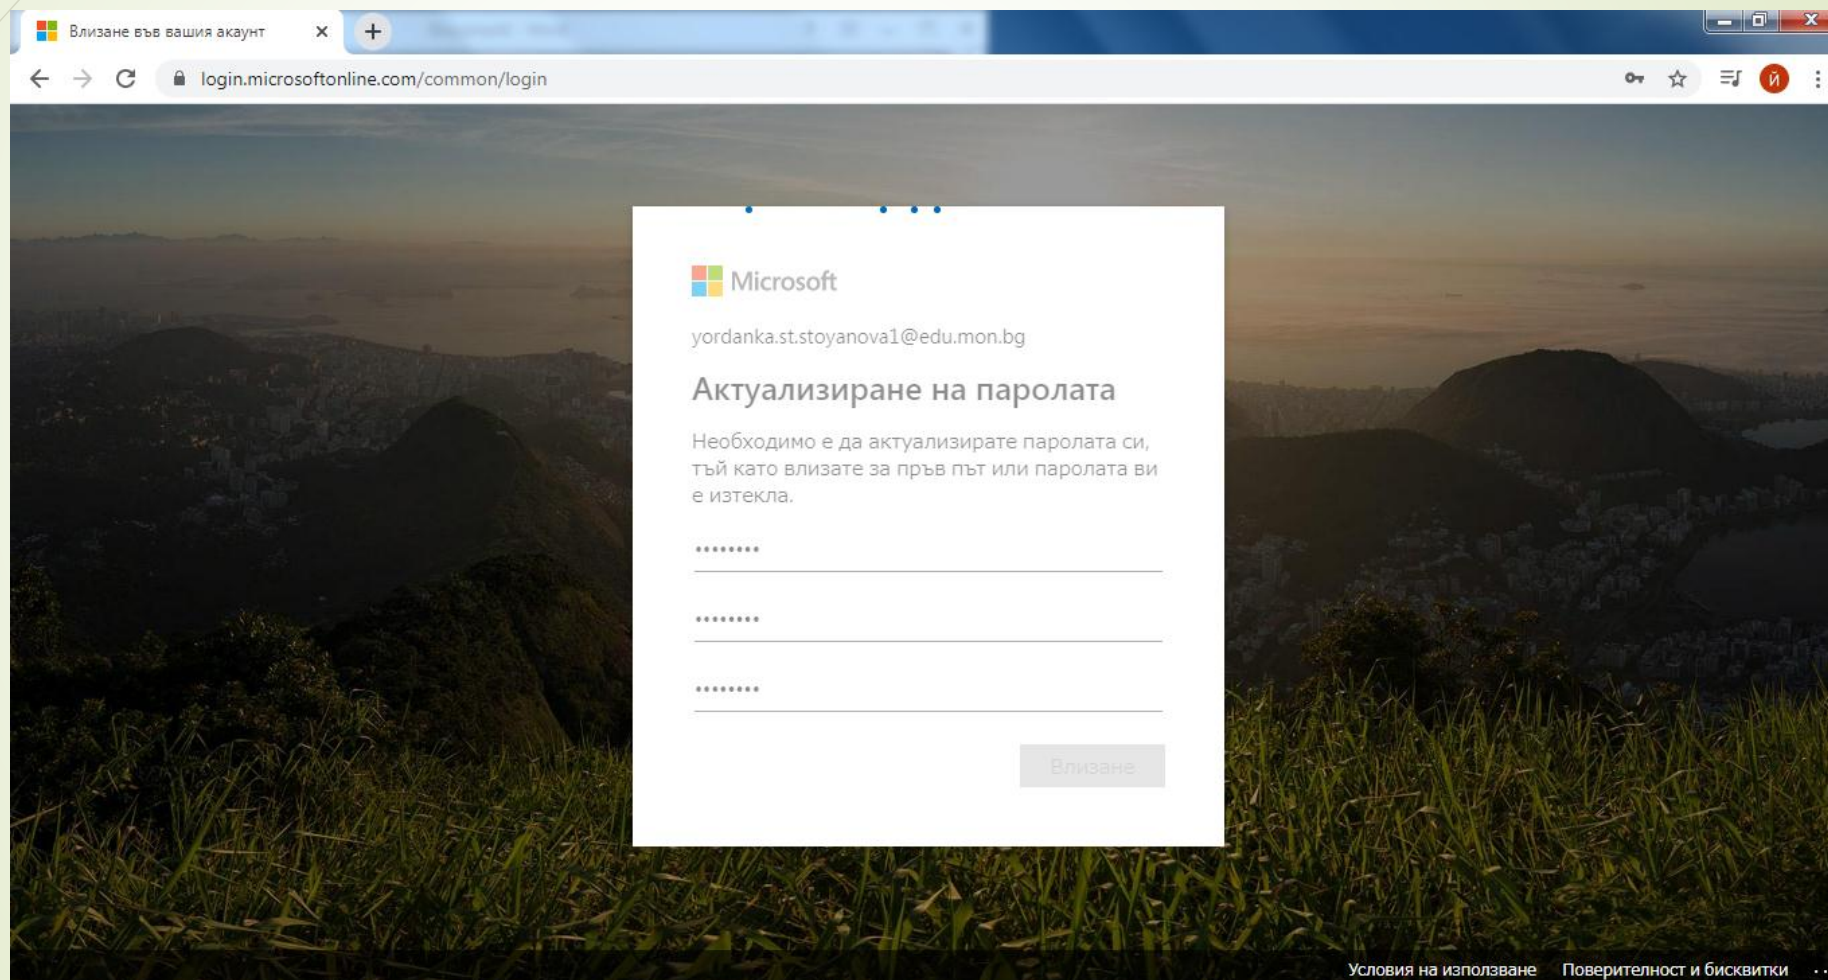 Влизане във вашия акаунт
login.microsoftonline.com/common/login
й
Microsoft
yordanka.st.stoyanova1@edu.mon.bg
Актуализиране на паролата
Необходимо е да актуализирате паролата си,
тъй като влизате за пръв път или паролата ви
е изтекла.
Влизане
Условия на използване Поверителност и бисквитки